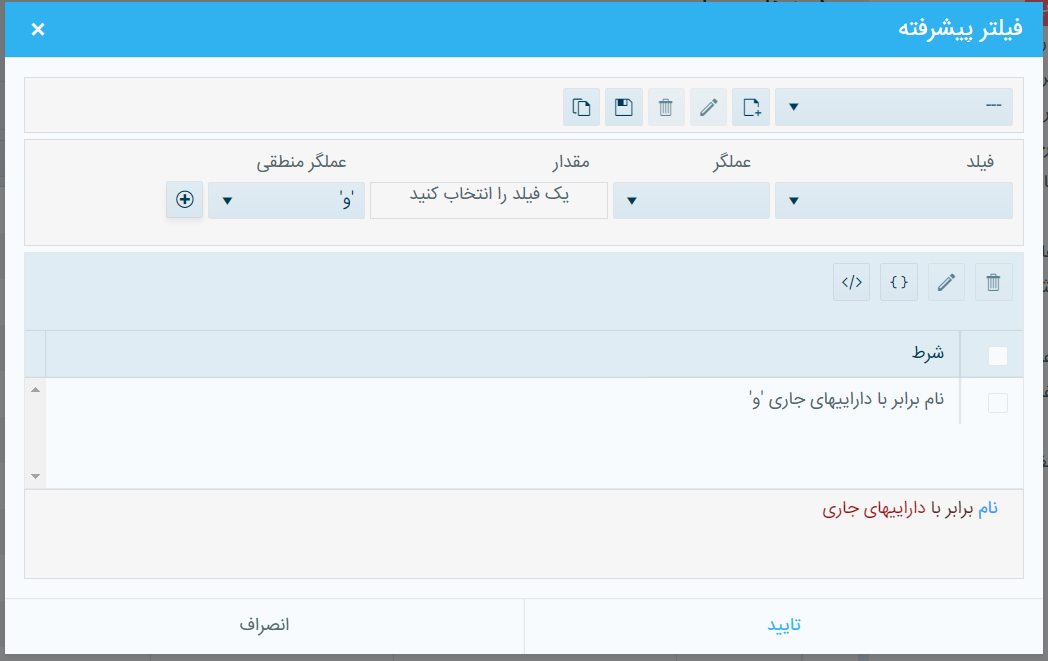 فیلتر پیشرفته
×
---
فیلد
عملگر
مقدار
عملگر منطقی
یک فیلد را انتخاب کنید
'و'
{ }
</>
شرط
نام برابر با داراییهای جاری 'و'
نام برابر با داراییهای جاری
تایید
انصراف